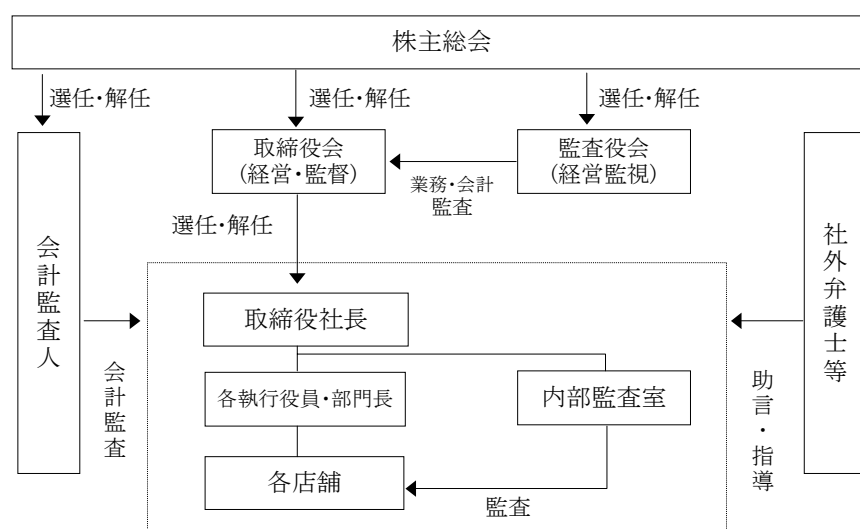 株主総会
選任・解任
選任・解任
選任・解任
取締役会
(経営・監督)
監査役会
(経営監視)
業務・会計
監査
選任・解任
会計監査人
社外弁護士等
取締役社長
会計監査
各執行役員・部門長
内部監査室
助言・指導
各店舗
監査